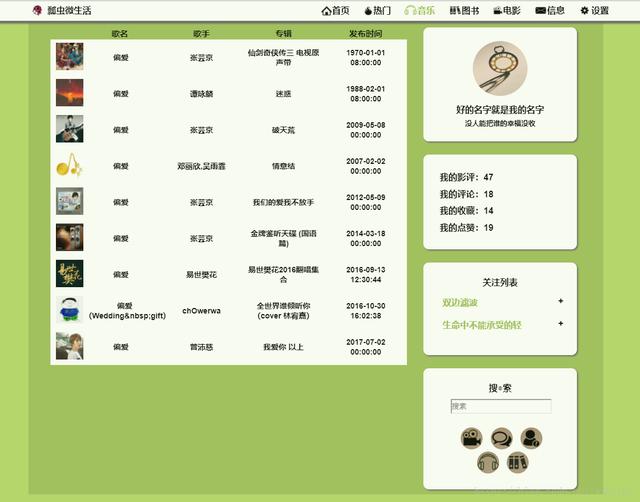 瓢虫微生活 首页 热门 音乐 图书 电影 信息 设置
歌名 歌手 专辑 发布时间
偏爱 张芸京 仙剑奇侠传三 电视原声带 1970-01-01 08:00:00
偏爱 谭咏麟 迷惑 1988-02-01 08:00:00
偏爱 张芸京 破天荒 2009-05-08 00:00:00
偏爱 邓丽欣,吴雨霏 情意结 2007-02-02 00:00:00
偏爱 张芸京 我们的爱我不放手 2012-05-09 00:00:00
偏爱 张芸京 金牌鉴听天碟 (国语篇) 2014-03-18 00:00:00
偏爱 易世樊花 易世樊花2016翻唱集合 2016-09-13 12:30:44
偏爱 (Wedding&nbsp;gift) chOwerwa 全世界谁倾听你 (cover 林宥嘉) 2016-10-30 16:02:38
偏爱 曾沛慈 我爱你 以上 2017-07-02 00:00:00
好的名字就是我的名字
没人能把谁的幸福没收
我的影评：47
我的评论：18
我的收藏：14
我的点赞：19
关注列表
双边滤波 +
生命中不能承受的轻 +
搜®索
搜索